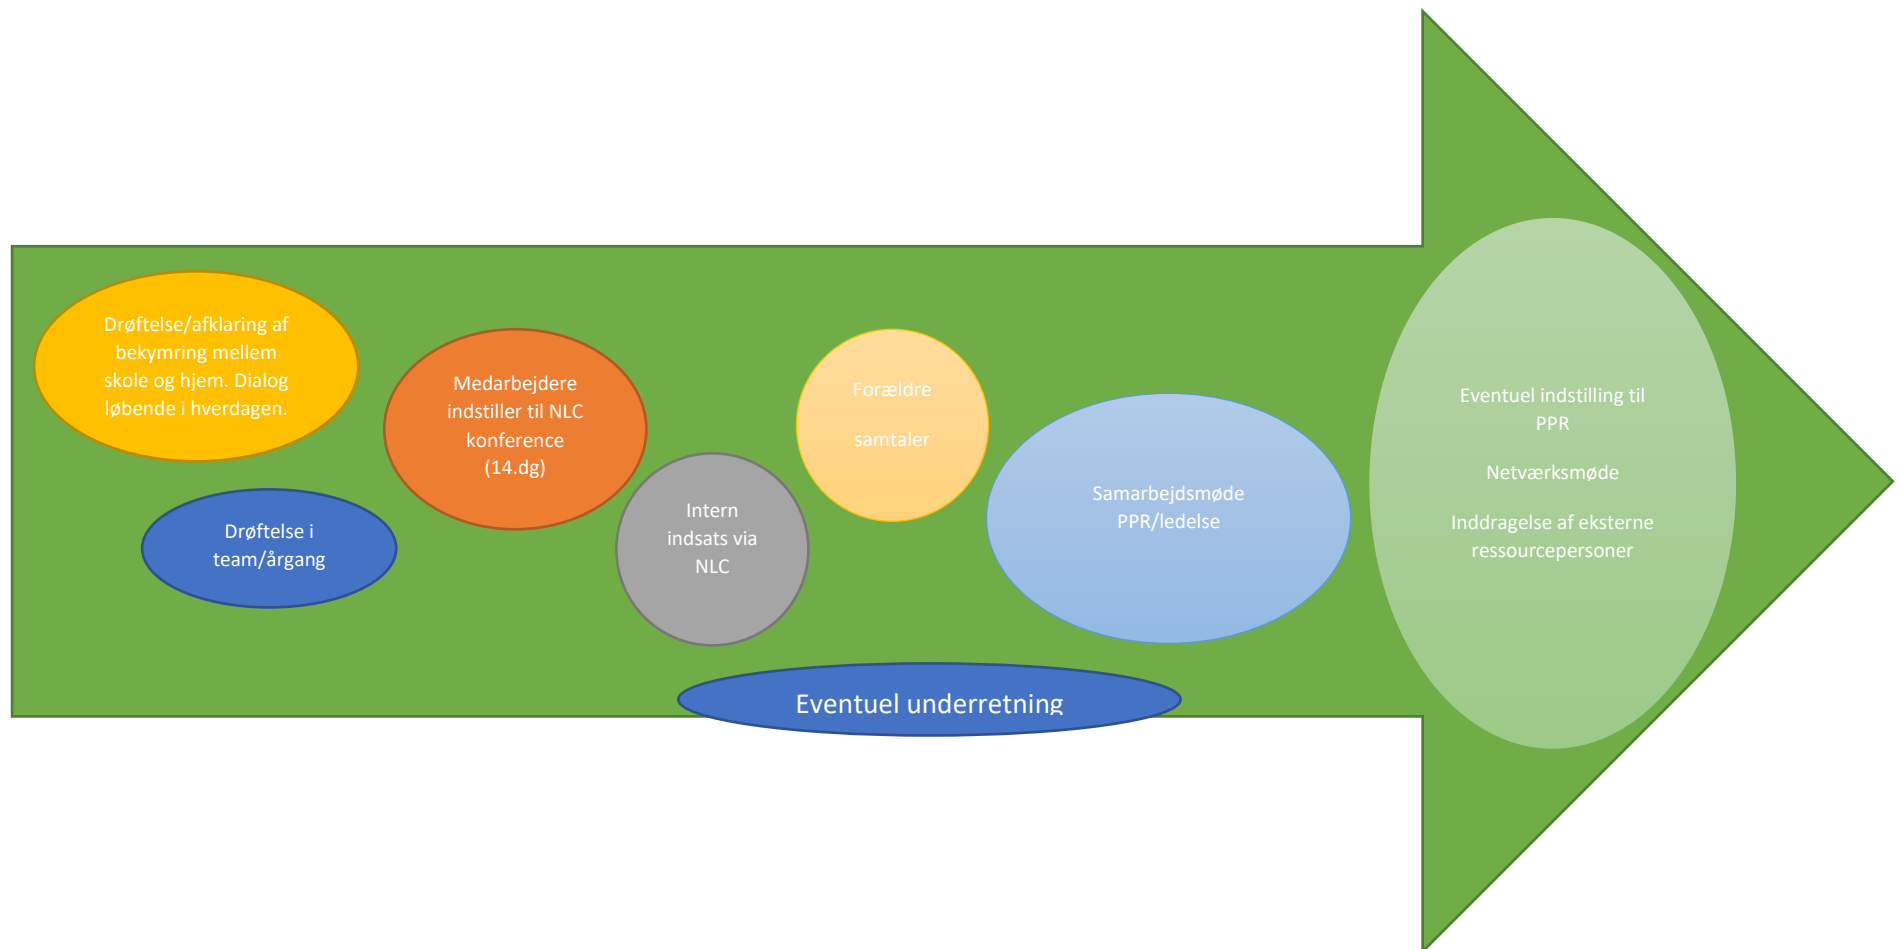 Drøftelse/afklaring af
bekymring mellem
skole og hjem. Dialog
løbende i hverdagen.
Drøftelse i
team/årgang
Medarbejdere
indstiller til NLC
konference
(14.dg)
Intern
indsats via
NLC
Forældre
samtaler
Samarbejdsmøde
PPR/ledelse
Eventuel underretning
Eventuel indstilling til
PPR
Netværksmøde
Inddragelse af eksterne
ressourcepersoner